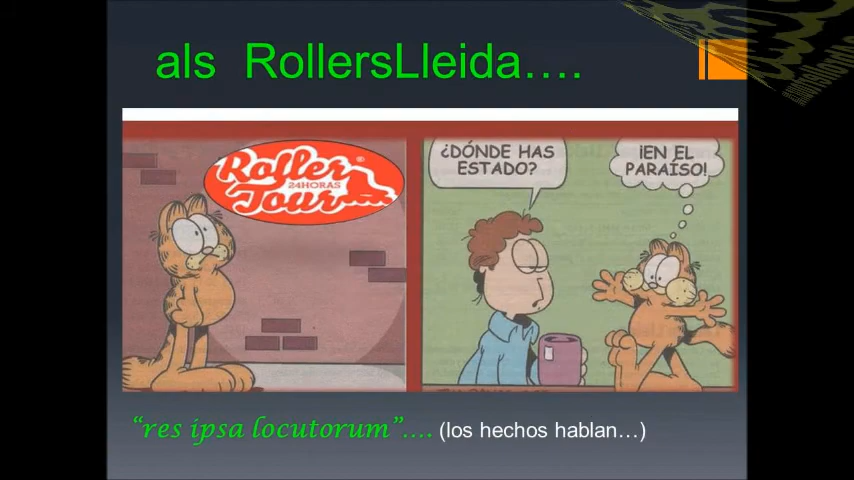 als RollersLleida....
Roller®
24HORAS
Tour
¿DÓNDE HAS
ESTADO?
¡EN EL
PARAÍSO!
“res ipsa locutorum”.... (los hechos hablan...)